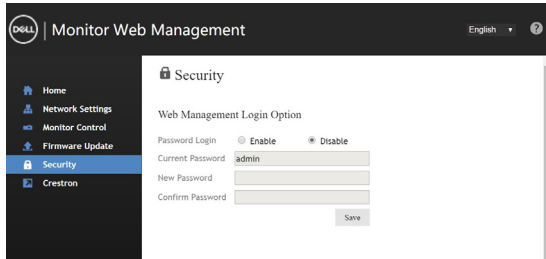 DELL | Monitor Web Management
English
?
Home
Network Settings
Monitor Control
Firmware Update
Security
Crestron
Security
Web Management Login Option
Password Login Enable Disable
Current Password admin
New Password
Confirm Password
Save